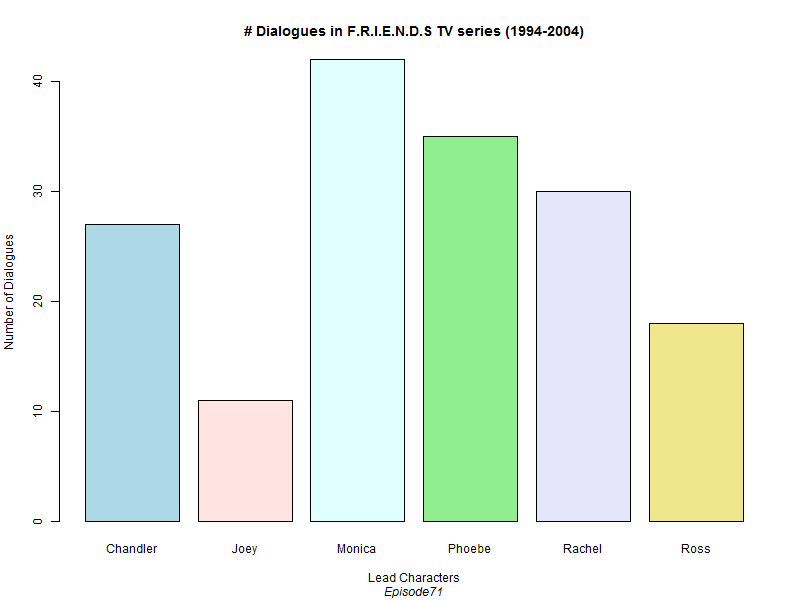 # Dialogues in F.R.I.E.N.D.S TV series (1994-2004)
Number of Dialogues
40
30
20
10
0
Chandler Joey Monica Phoebe Rachel Ross
Lead Characters
Episode71